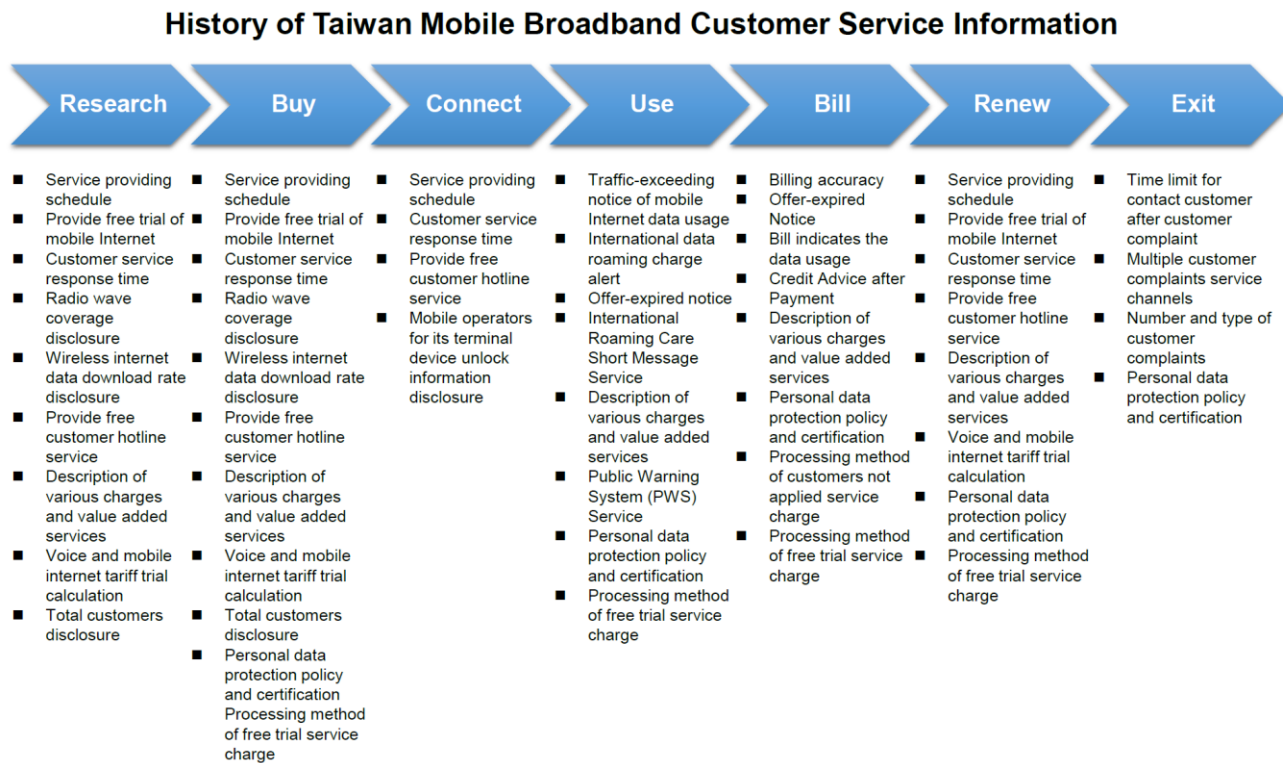 History of Taiwan Mobile Broadband Customer Service Information
Research
Buy
Connect
Use
Bill
Renew
Exit
■ Service providing
schedule
■ Provide free trial of
mobile Internet
■ Customer service
response time
■ Radio wave
coverage
disclosure
■ Wireless internet
data download rate
disclosure
■ Provide free
customer hotline
service
■ Description of
various charges
and value added
services
■ Voice and mobile
internet tariff trial
calculation
■ Total customers
disclosure
■ Service providing
schedule
■ Provide free trial of
mobile Internet
■ Customer service
response time
■ Radio wave
coverage
disclosure
■ Wireless internet
data download rate
disclosure
■ Provide free
customer hotline
service
■ Description of
various charges
and value added
services
■ Voice and mobile
internet tariff trial
calculation
■ Total customers
disclosure
■ Personal data
protection policy
and certification
Processing method
of free trial service
charge
■ Service providing
schedule
■ Customer service
response time
■ Provide free
customer hotline
service
■ Mobile operators
for its terminal
device unlock
information
disclosure
■ Traffic-exceeding
notice of mobile
Internet data usage
■ International data
roaming charge
alert
■ Offer-expired notice
■ International
Roaming Care
Short Message
Service
■ Description of
various charges
and value added
services
■ Public Warning
System (PWS)
Service
■ Personal data
protection policy
and certification
■ Processing method
of free trial service
charge
■ Billing accuracy
■ Offer-expired
Notice
■ Bill indicates the
data usage
■ Credit Advice after
Payment
■ Description of
various charges
and value added
services
■ Personal data
protection policy
and certification
■ Processing method
of customers not
applied service
charge
■ Processing method
of free trial service
charge
■ Service providing
schedule
■ Provide free trial of
mobile Internet
■ Customer service
response time
■ Provide free
customer hotline
service
■ Description of
various charges
and value added
services
■ Voice and mobile
internet tariff trial
calculation
■ Personal data
protection policy
and certification
■ Processing method
of free trial service
charge
■ Time limit for
contact customer
after customer
complaint
■ Multiple customer
complaints service
channels
■ Number and type of
customer
complaints
■ Personal data
protection policy
and certification